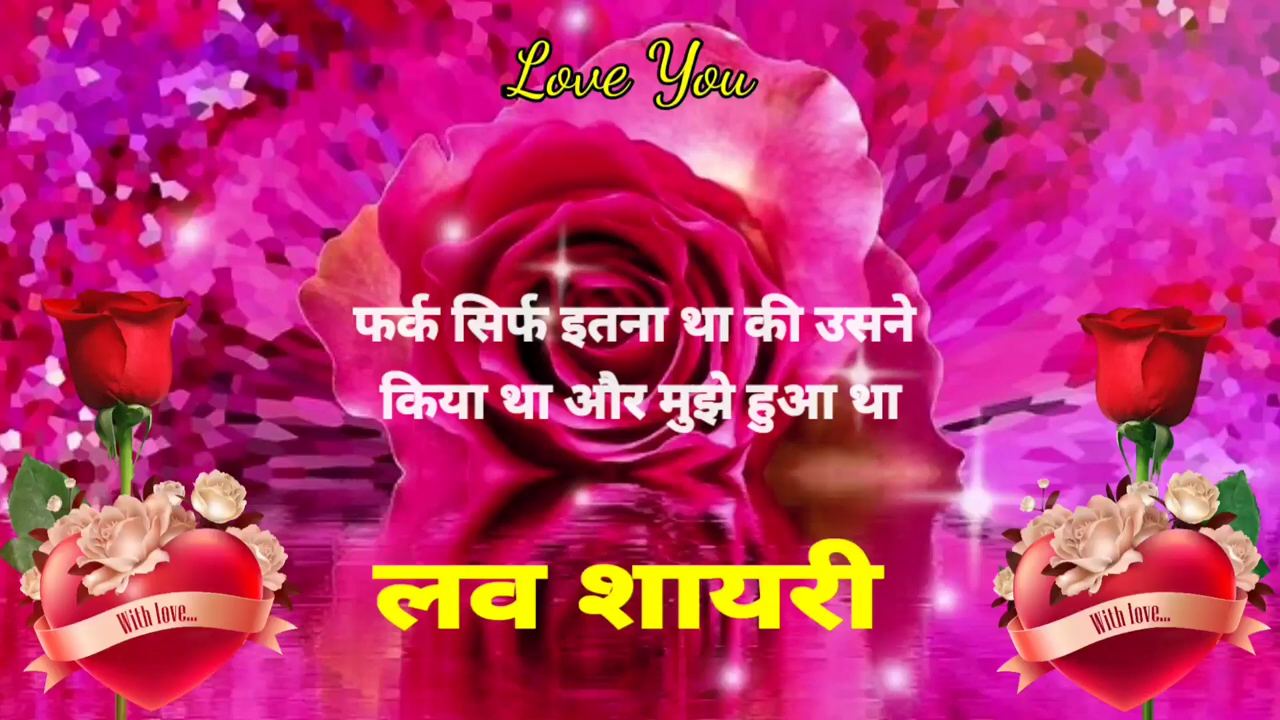 Love You
फर्क सिर्फ इतना था की उसने
किया था और मुझे हुआ था
लव शायरी
With love...
With love...